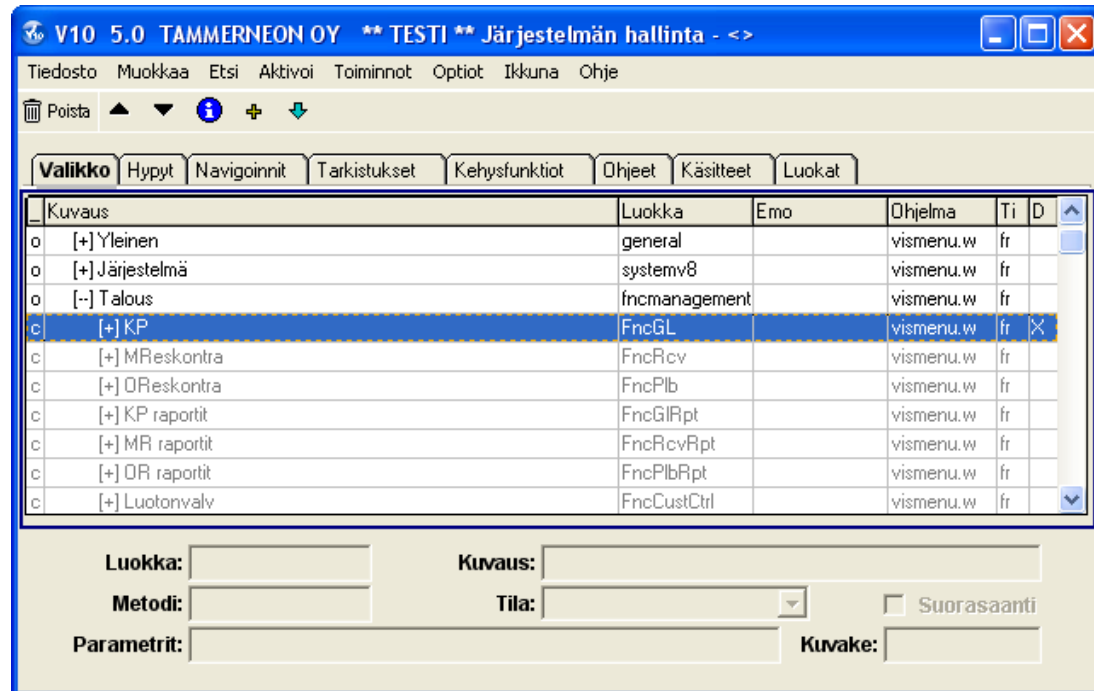 V10 5.0 TAMMERNEON OY ** TESTI ** Järjestelmän hallinta - <>
Tiedosto Muokkaa Etsi Aktivoi Toiminnot Optiot Ikkuna Ohje
Poista
Valikko Hypyt Navigoinnit Tarkistukset Kehysfunktiot Ohjeet Käsitteet Luokat
_ Kuvaus Luokka Emo Ohjelma Ti D
o [+] Yleinen general vismenu.w fr
o [+] Järjestelmä systemv8 vismenu.w fr
o [--] Talous fncmanagement vismenu.w fr
c [+] KP FncGL vismenu.w fr X
c [+] MReskontra FncRcv vismenu.w fr
c [+] OReskontra FncPlb vismenu.w fr
c [+] KP raportit FncGlRpt vismenu.w fr
c [+] MR raportit FncRcvRpt vismenu.w fr
c [+] OR raportit FncPlbRpt vismenu.w fr
c [+] Luotonvalv FncCustCtrl vismenu.w fr
Luokka: Kuvaus:
Metodi: Tila: Suorasaanti
Parametrit: Kuvake: